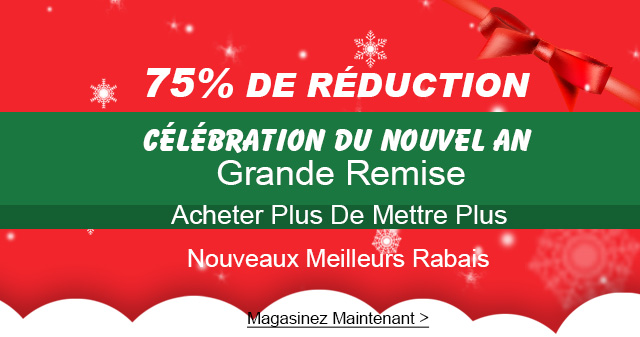 75% DE RÉDUCTION
CÉLÉBRATION DU NOUVEL AN
Grande Remise
Acheter Plus De Mettre Plus
Nouveaux Meilleurs Rabais
Magasinez Maintenant >